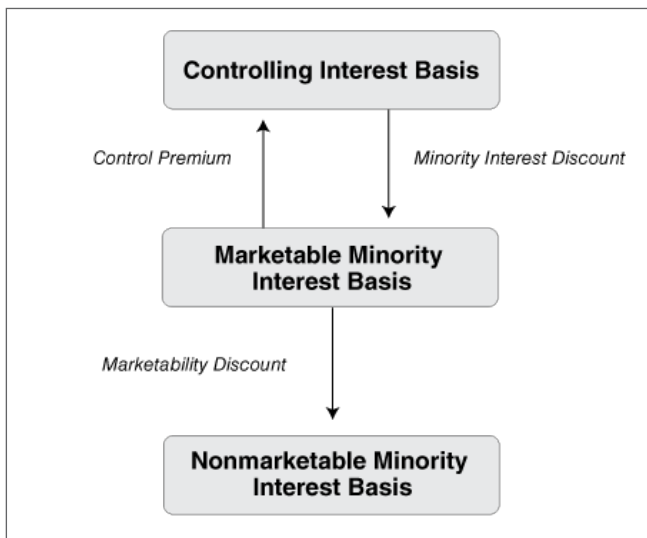 Controlling Interest Basis
Control Premium
Minority Interest Discount
Marketable Minority
Interest Basis
Marketability Discount
Nonmarketable Minority
Interest Basis